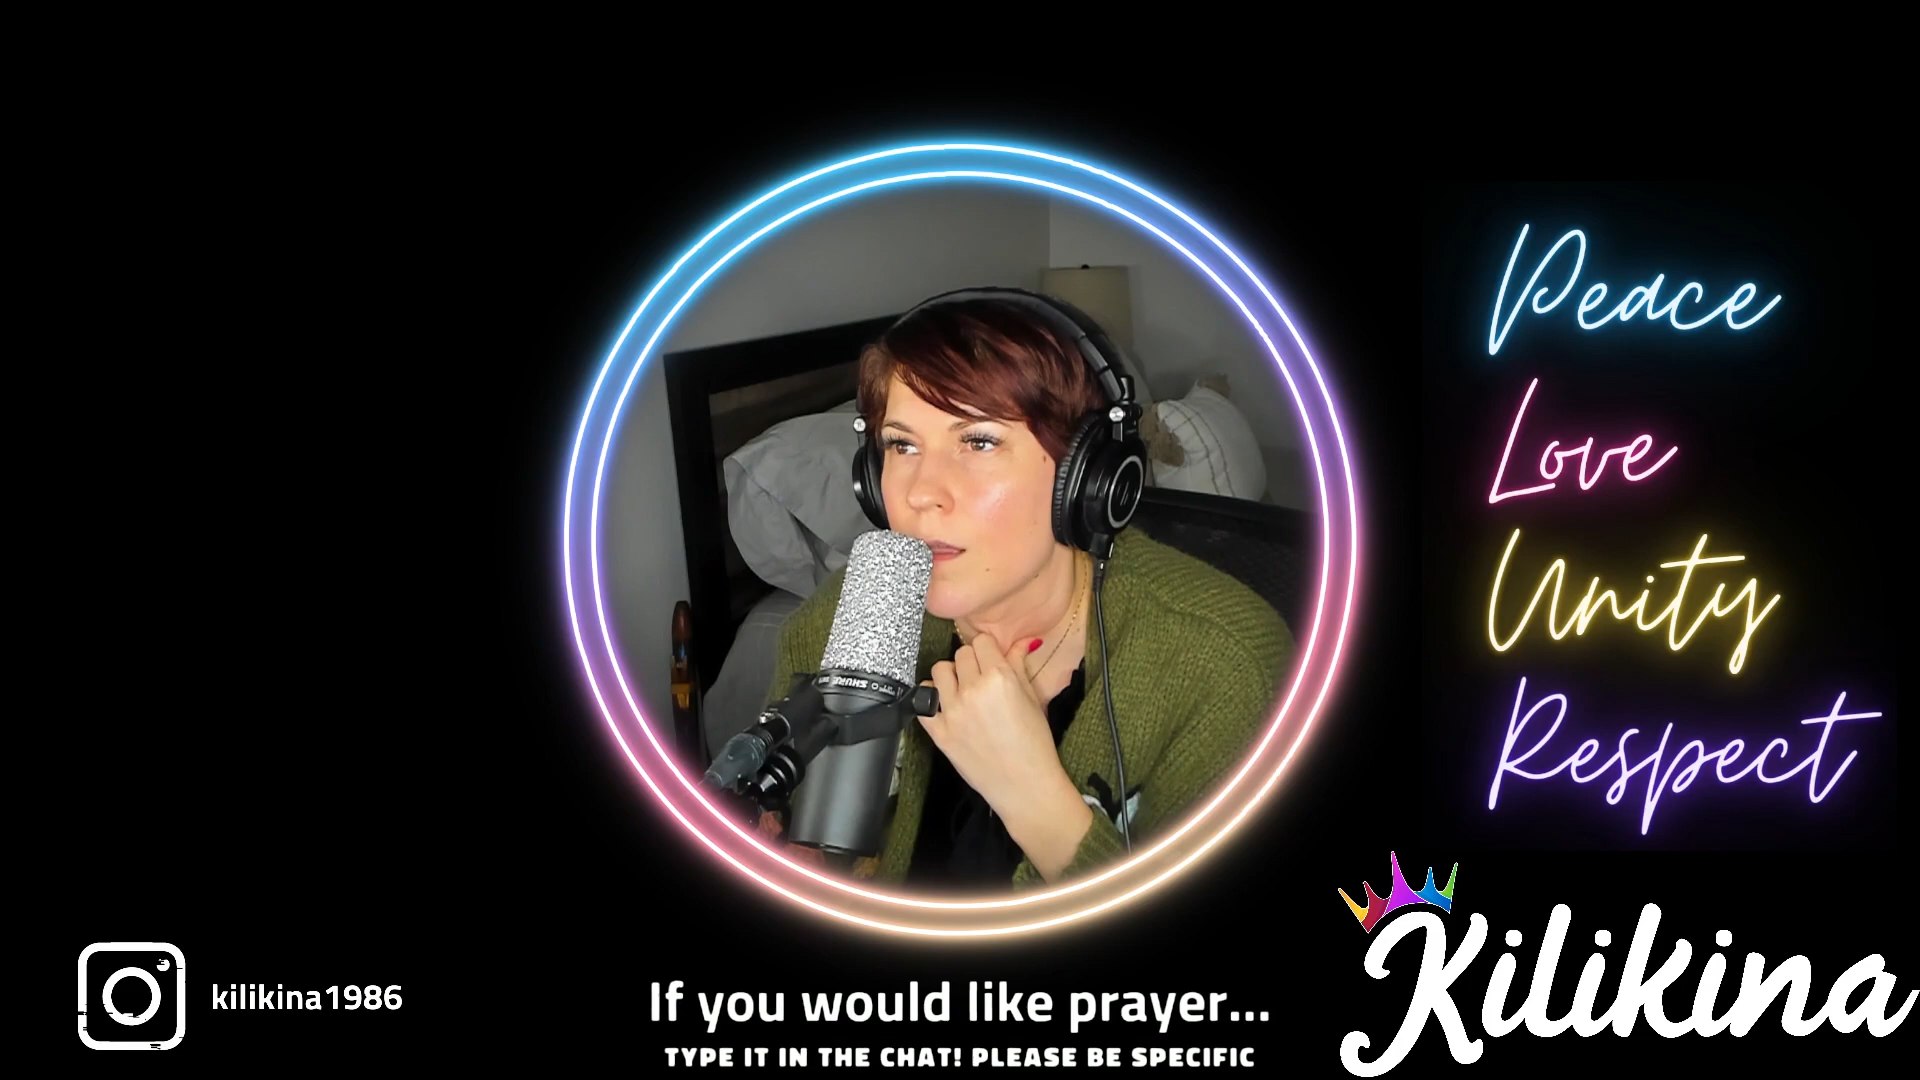 Peace
Love
Unity
Respect
SHURE
Kilikina
kilikina1986
If you would like prayer...
TYPE IT IN THE CHAT! PLEASE BE SPECIFIC